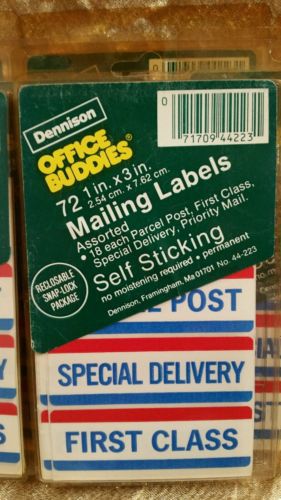 Dennison
OFFICE
BUDDIES®
72 1 in. x 3 in.
2.54 cm. x 7.62 cm.
Mailing Labels
Assorted
• 18 each Parcel Post, First Class,
Special Delivery, Priority Mail.
Self Sticking
no moistening required • permanent
Dennison, Framingham, Ma 01701 No. 44-223
RECLOSABLE
SNAP-LOCK
PACKAGE
0
71709 44223
POST
SPECIAL DELIVERY
FIRST CLASS